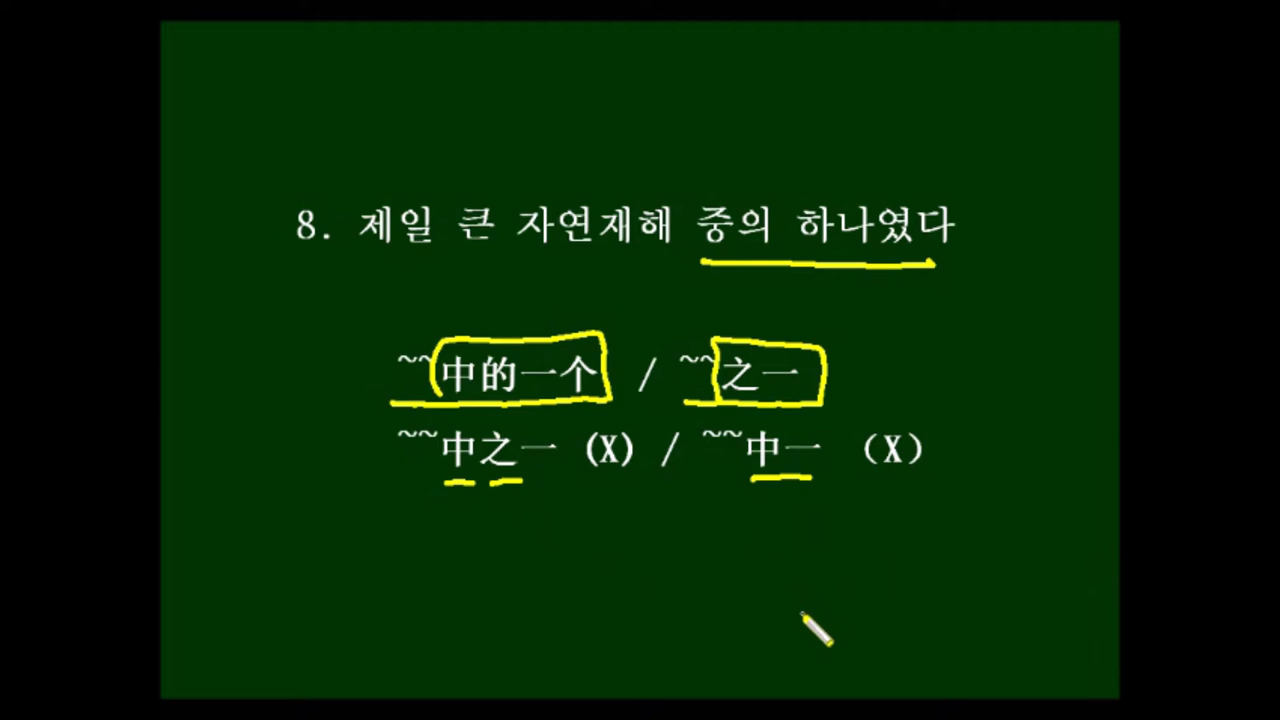 8. 제일 큰 자연재해 중의 하나였다
~~中的一个 / ~~之一
~~中之一 (X) / ~~中一 (X)